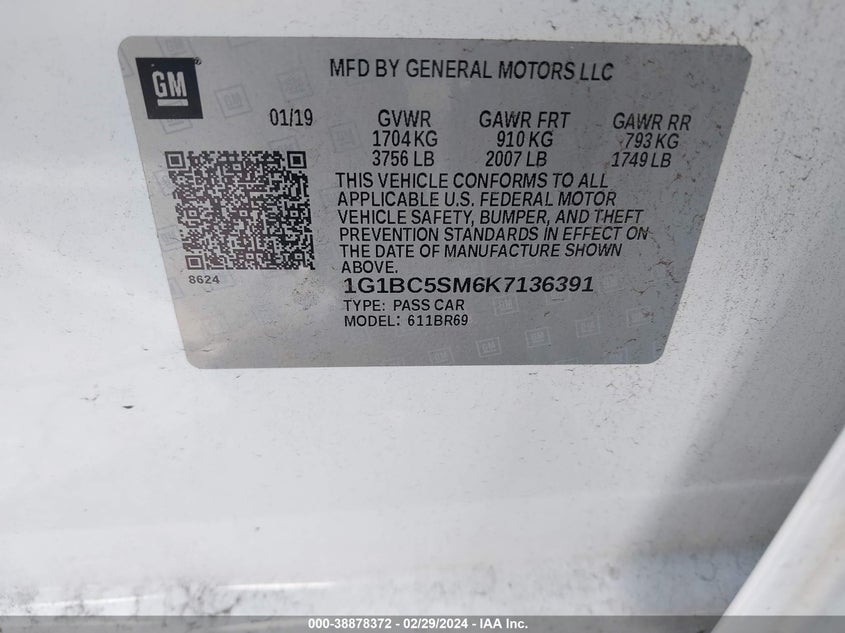 GM
MFD BY GENERAL MOTORS LLC
01/19 GVWR GAWR FRT GAWR RR
1704 KG 910 KG 793 KG
3756 LB 2007 LB 1749 LB
THIS VEHICLE CONFORMS TO ALL
APPLICABLE U.S. FEDERAL MOTOR
VEHICLE SAFETY, BUMPER, AND THEFT
PREVENTION STANDARDS IN EFFECT ON
THE DATE OF MANUFACTURE SHOWN
ABOVE.
8624
1G1BC5SM6K7136391
TYPE: PASS CAR
MODEL: 611BR69
000-38878372 - 02/29/2024 - IAA Inc.